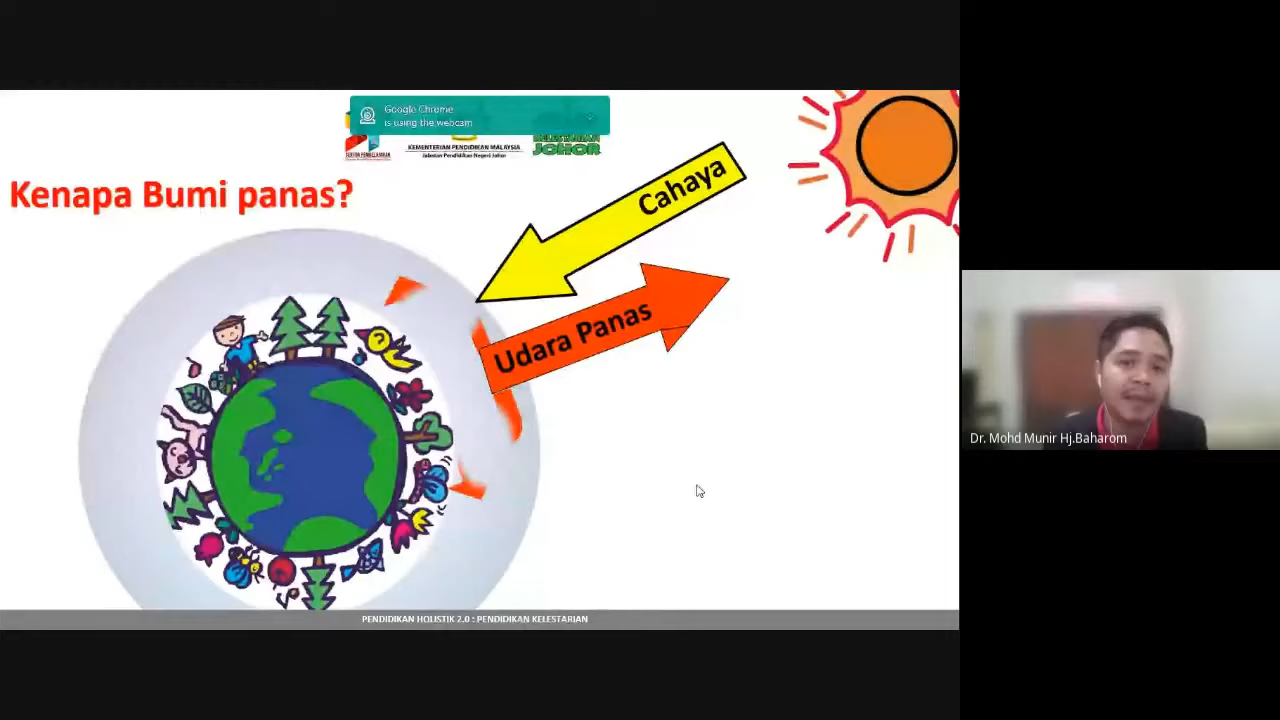 Google Chrome
is using the webcam
KEMENTERIAN PENDIDIKAN MALAYSIA
Jabatan Pendidikan Negeri Johor
JOHOR
Kenapa Bumi panas?
Cahaya
Udara Panas
Dr. Mohd Munir Hj.Baharom
PENDIDIKAN HOLISTIK 2.0 : PENDIDIKAN KELESTARIAN